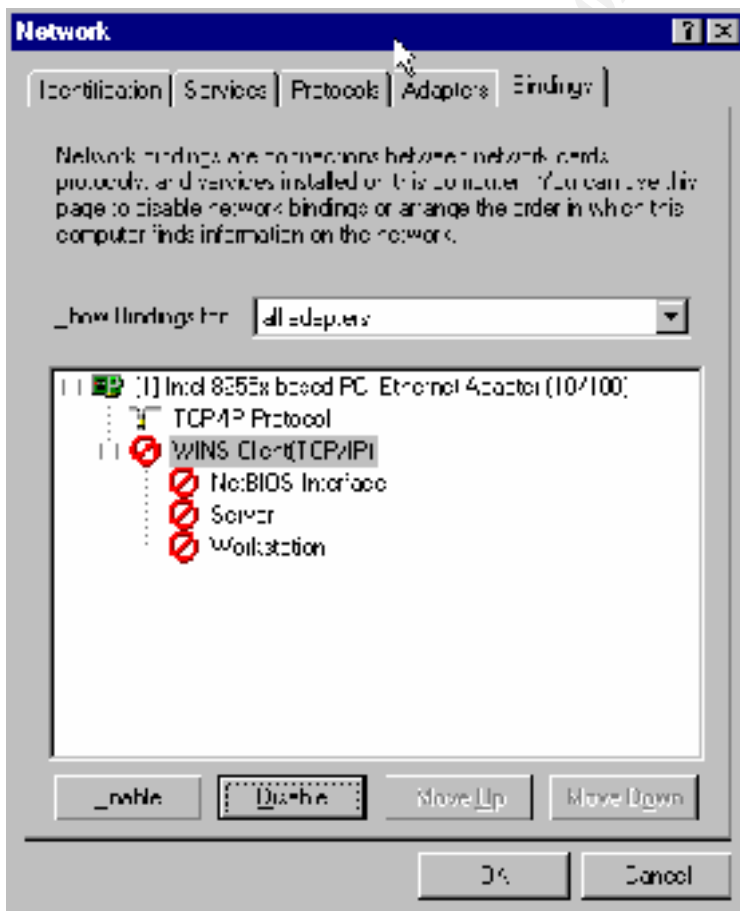 Network
Identification Services Protocols Adapters Bindings
Network bindings are connections between network cards,
protocols, and services installed on this computer. You can use this
page to disable network bindings or arrange the order in which this
computer finds information on the network.
Show Bindings for: all adapters
[1] Intel 8255x-based PCI Ethernet Adapter (10/100)
TCP/IP Protocol
WINS Client(TCP/IP)
NetBIOS Interface
Server
Workstation
Enable Disable Move Up Move Down
OK Cancel